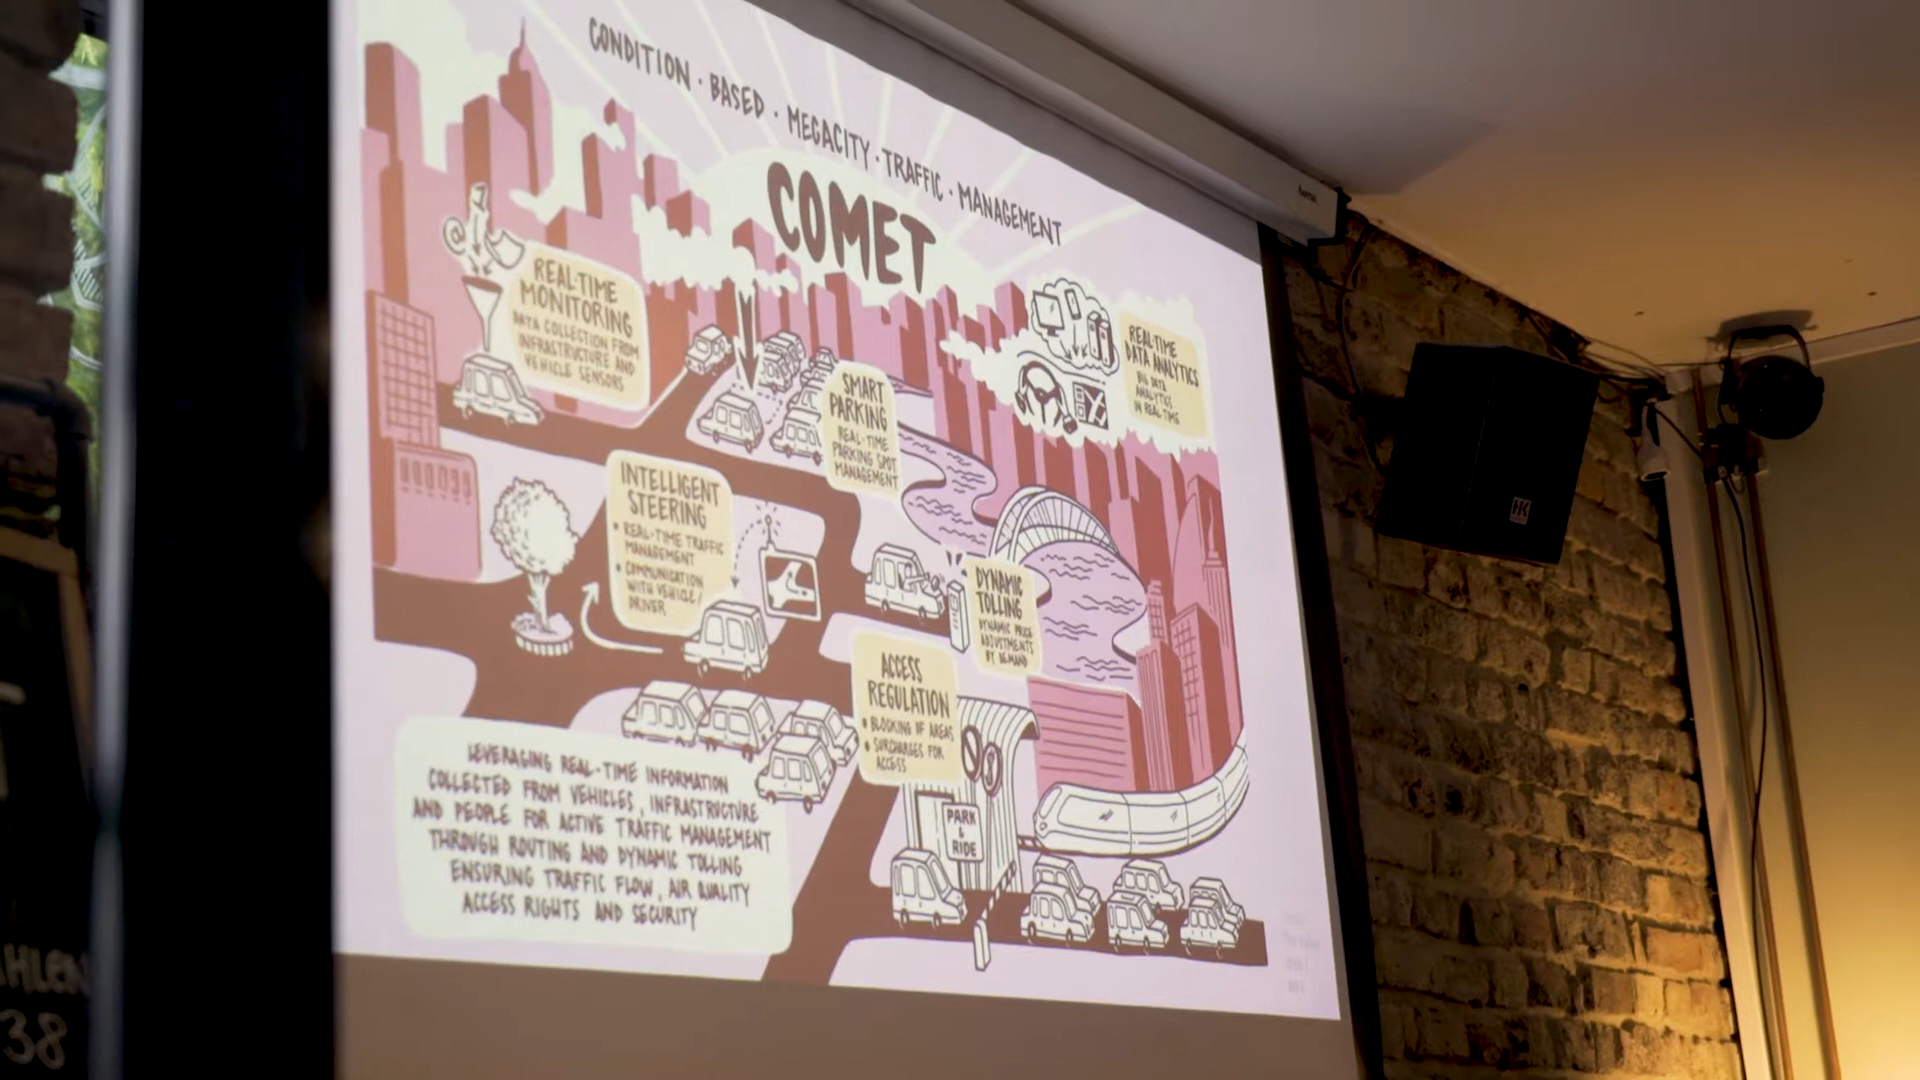 CONDITION · BASED · MEGACITY · TRAFFIC · MANAGEMENT
COMET
REAL-TIME
MONITORING
DATA COLLECTION FROM
INFRASTRUCTURE AND
VEHICLE SENSORS
REAL-TIME
DATA ANALYTICS
BIG DATA
ANALYTICS
IN REAL TIME
SMART
PARKING
REAL-TIME
PARKING SPOT
MANAGEMENT
INTELLIGENT
STEERING
• REAL-TIME TRAFFIC
MANAGEMENT
• COMMUNICATION
WITH VEHICLE/
DRIVER
DYNAMIC
TOLLING
DYNAMIC PRICE
ADJUSTMENTS
BY DEMAND
ACCESS
REGULATION
• BLOCKING OF AREAS
• SURCHARGES FOR
ACCESS
PARK
&
RIDE
LEVERAGING REAL-TIME INFORMATION
COLLECTED FROM VEHICLES, INFRASTRUCTURE
AND PEOPLE FOR ACTIVE TRAFFIC MANAGEMENT
THROUGH ROUTING AND DYNAMIC TOLLING
ENSURING TRAFFIC FLOW, AIR QUALITY
ACCESS RIGHTS AND SECURITY
HK
38